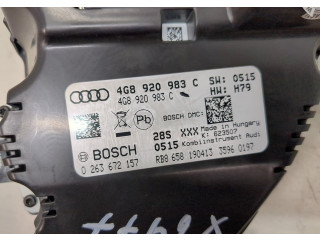 4G8 920 983 C SW: 0515
4G8 920 983 C HW: H79
BOSCH DMC:
Pb
28S XXX Made in Hungary
K: 823507
BOSCH 0515 Kombiinstrument Audi
0 263 672 157 RB8 658 190413 3596 0197